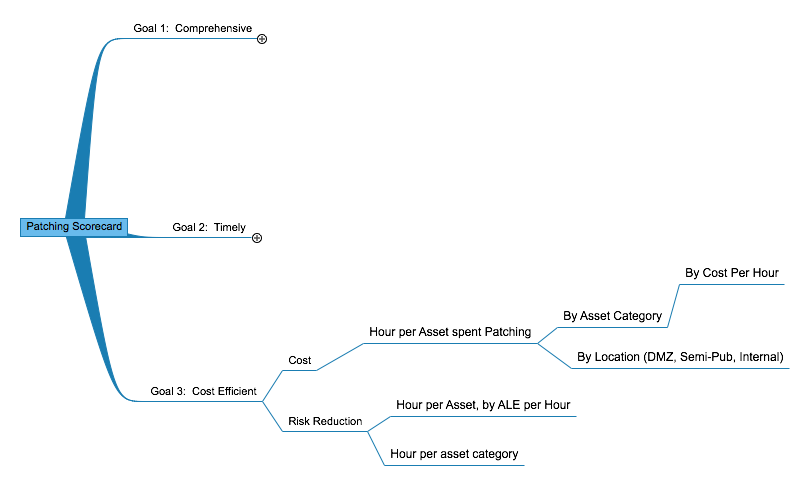 Goal 1:  Comprehensive
Patching Scorecard
Goal 2:  Timely
Goal 3:  Cost Efficient
Cost
Hour per Asset spent Patching
By Asset Category
By Cost Per Hour
By Location (DMZ, Semi-Pub, Internal)
Risk Reduction
Hour per Asset, by ALE per Hour
Hour per asset category